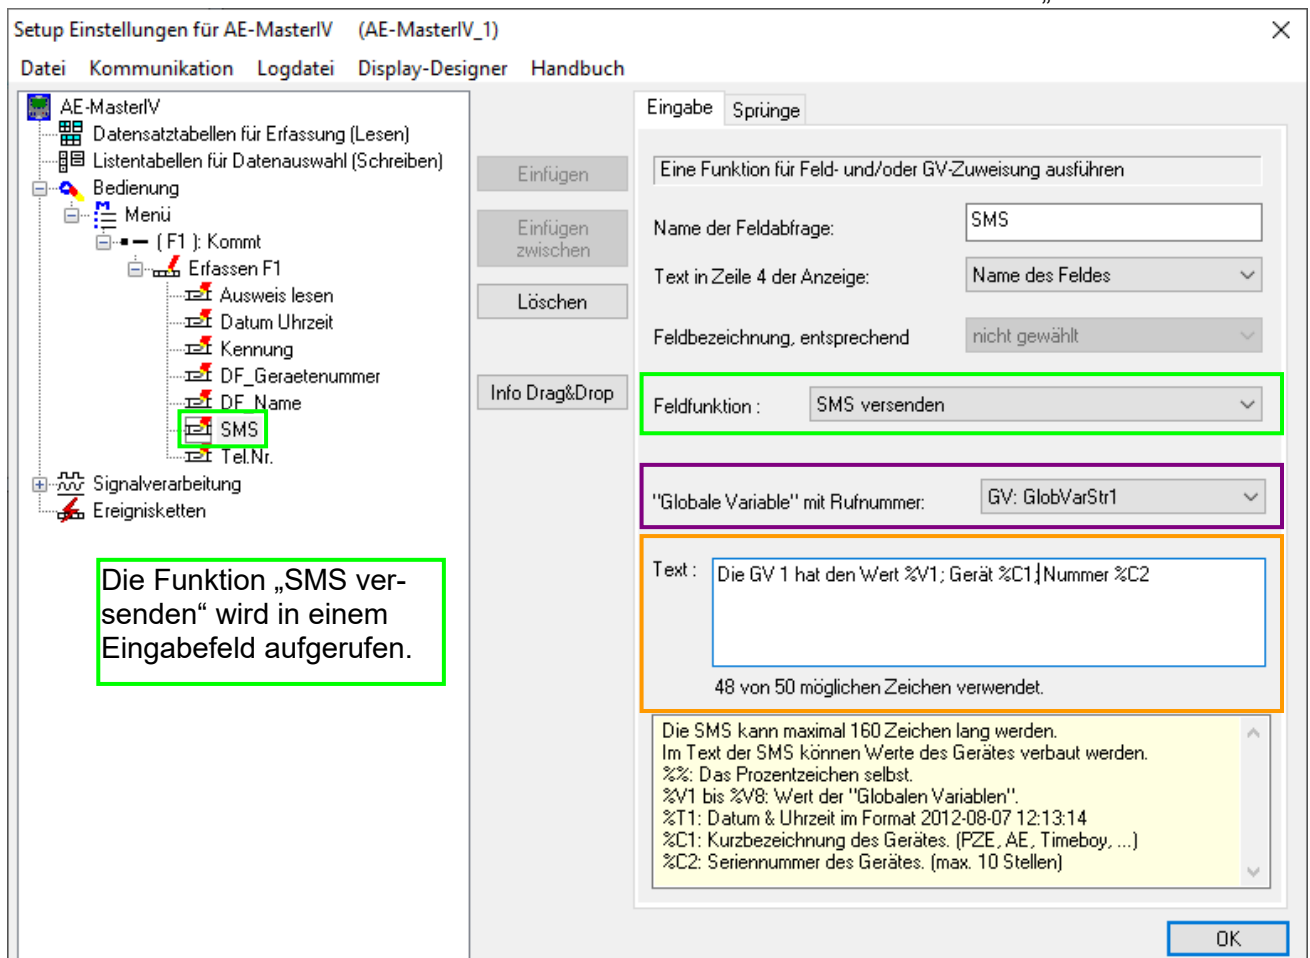 „
Setup Einstellungen für AE-MasterIV (AE-MasterIV_1)
Datei Kommunikation Logdatei Display-Designer Handbuch
AE-MasterIV
Datensatztabellen für Erfassung (Lesen)
Listentabellen für Datenauswahl (Schreiben)
Bedienung
Menü
( F1 ): Kommt
Erfassen F1
Ausweis lesen
Datum Uhrzeit
Kennung
DF_Geraetenummer
DF_Name
SMS
Tel.Nr.
Signalverarbeitung
Ereignisketten
Die Funktion „SMS ver-
senden“ wird in einem
Eingabefeld aufgerufen.
Einfügen
Einfügen
zwischen
Löschen
Info Drag&Drop
Eingabe Sprünge
Eine Funktion für Feld- und/oder GV-Zuweisung ausführen
Name der Feldabfrage: SMS
Text in Zeile 4 der Anzeige: Name des Feldes
Feldbezeichnung, entsprechend nicht gewählt
Feldfunktion : SMS versenden
"Globale Variable" mit Rufnummer: GV: GlobVarStr1
Text : Die GV 1 hat den Wert %V1; Gerät %C1; Nummer %C2
48 von 50 möglichen Zeichen verwendet.
Die SMS kann maximal 160 Zeichen lang werden.
Im Text der SMS können Werte des Gerätes verbaut werden.
%%: Das Prozentzeichen selbst.
%V1 bis %V8: Wert der "Globalen Variablen".
%T1: Datum & Uhrzeit im Format 2012-08-07 12:13:14
%C1: Kurzbezeichnung des Gerätes. (PZE, AE, Timeboy, ...)
%C2: Seriennummer des Gerätes. (max. 10 Stellen)
OK